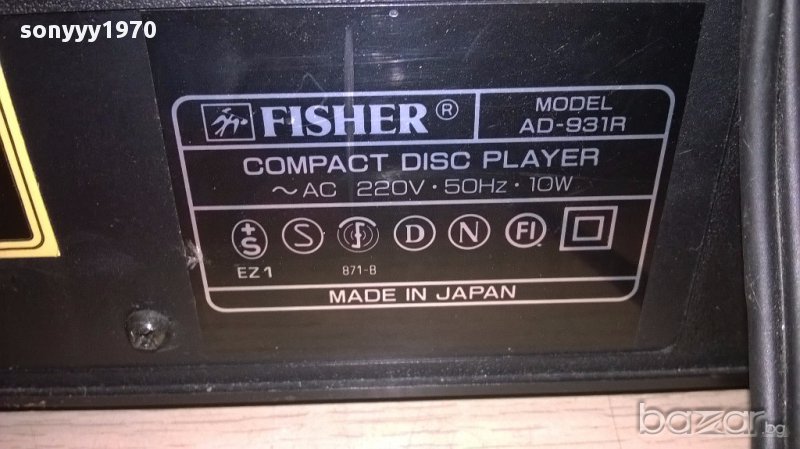 sonyyy1970
FISHER ®
MODEL
AD-931R
COMPACT DISC PLAYER
~AC 220V · 50Hz · 10W
+S S D N FI
EZ1 871-B
MADE IN JAPAN
bazar.bg